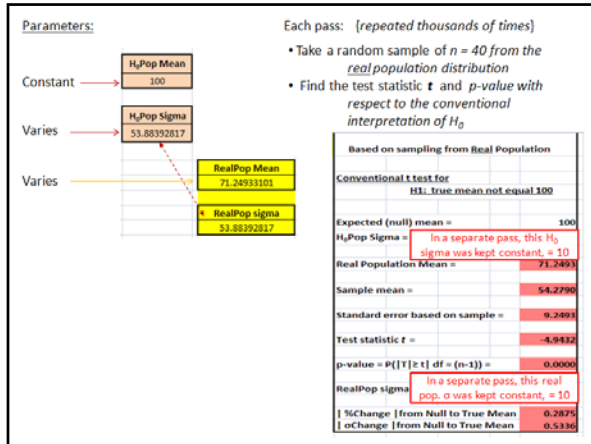 Parameters:
Constant
H₀Pop Mean
100
Varies
H₀Pop Sigma
53.88392817
Varies
RealPop Mean
71.24933101
RealPop sigma
53.88392817
Each pass: {repeated thousands of times}
• Take a random sample of n = 40 from the
real population distribution
• Find the test statistic t and p-value with
respect to the conventional
interpretation of H₀
Based on sampling from Real Population
Conventional t test for
H1: true mean not equal 100
Expected (null) mean = 100
H₀Pop Sigma =
In a separate pass, this H₀
sigma was kept constant, = 10
Real Population Mean = 71.2493
Sample mean = 54.2790
Standard error based on sample = 9.2493
Test statistic t = -4.9432
p-value = P(|T|≥ t| df = (n-1)) = 0.0000
RealPop sigma
In a separate pass, this real
pop. σ was kept constant, = 10
| %Change |from Null to True Mean 0.2875
| σChange |from Null to True Mean 0.5336